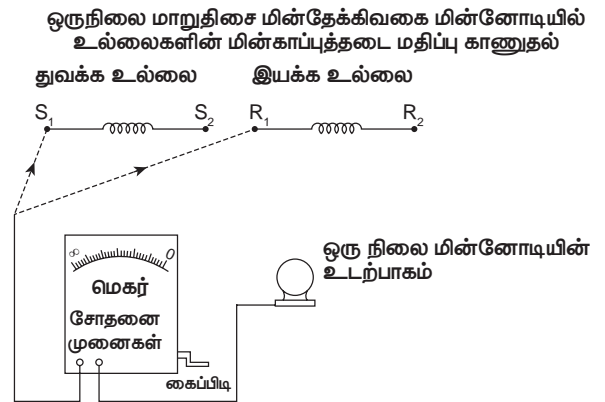 ஒருநிலை மாறுதிசை மின்தேக்கிவகை மின்னோடியில்
உல்லைகளின் மின்காப்புத்தடை மதிப்பு காணுதல்
துவக்க உல்லை
இயக்க உல்லை
S₁
S₂
R₁
R₂
∞
0
மெகர்
சோதனை
முனைகள்
கைப்பிடி
ஒரு நிலை மின்னோடியின்
உடற்பாகம்